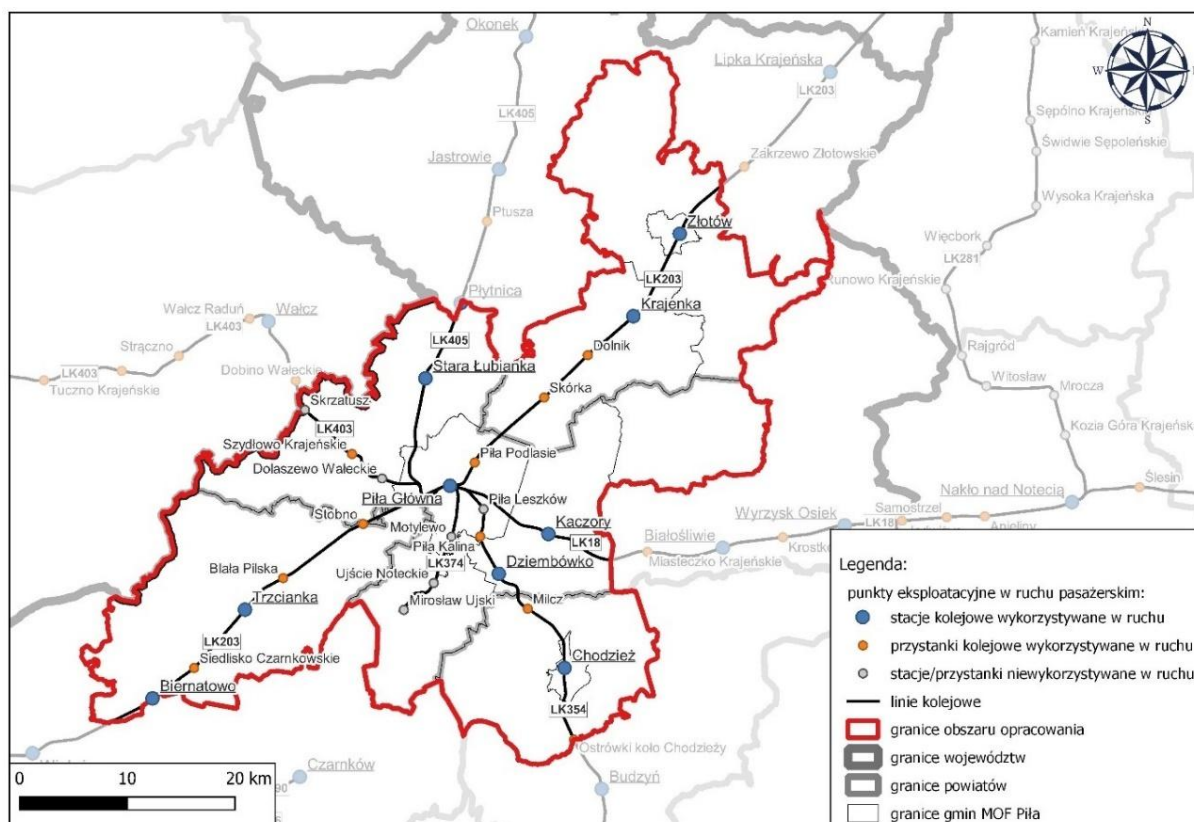 N
W
S
Okonek
Lipka Krajeńska
LK203
Kamień Krajeńsk
LK405
Sępólno Krajeńskie
Świdwie Sępoleńskie
Jastrowie
Zakrzewo Złotowskie
Ptusza
Wysoka Krajeńska
Złotów
Więcbork
LK281
LK203
Runowo Krajeńskie
Płytnica
Krajenka
Wałcz Raduń
Wałcz
LK403
LK405
Strączno
Dolnik
Rajgród
Stara Łubianka
LK403
Dobino Wałeckie
Tuczno Krajeńskie
Witosław
Mrocza
Skórka
Skrzatusz
LK403
Szydłowo Krajeńskie
Kozia Góra Krajeńsk
Piła Podlasie
Dolaszewo Wałeckie
Piła Główna
Piła Leszków
Nakło nad Notecią
Ślesin
Stobno
Motylewo
Kaczory
Wyrzysk Osiek
Samostrzel
LK18
Anieliny
Piła Kalina
LK18
Białośliwie
Krostko
LK374
Dziembówko
Miasteczko Krajeńskie
Biała Pilska
Ujście Noteckie
Mirosław Ujski
Milcz
Trzcianka
LK203
Siedlisko Czarnkowskie
Chodzież
Biernatowo
LK354
Ostrówki koło Chodzieży
Czarnków
Budzyń
0 10 20 km
Legenda:
punkty eksploatacyjne w ruchu pasażerskim:
stacje kolejowe wykorzystywane w ruchu
przystanki kolejowe wykorzystywane w ruchu
stacje/przystanki niewykorzystywane w ruchu
linie kolejowe
granice obszaru opracowania
granice województw
granice powiatów
granice gmin MOF Piła